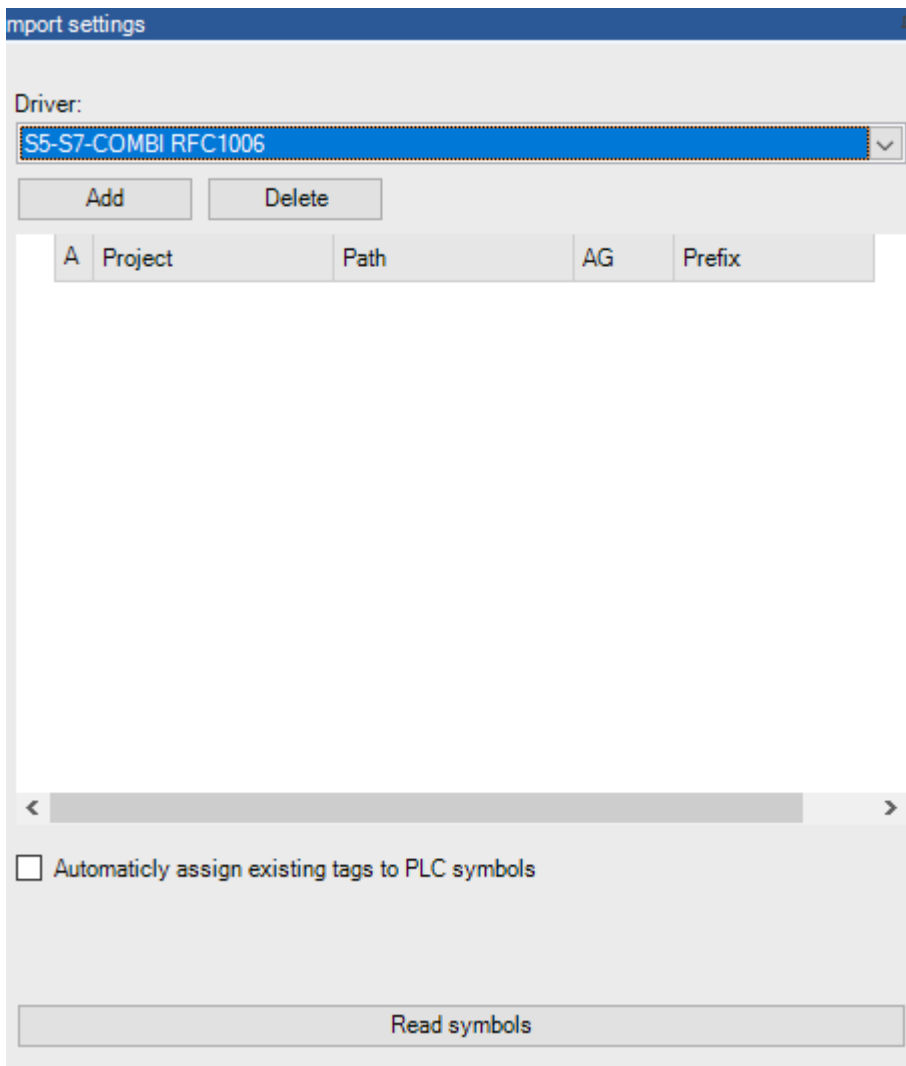 mport settings
Driver:
S5-S7-COMBI RFC1006
Add Delete
A Project Path AG Prefix
Automaticly assign existing tags to PLC symbols
Read symbols